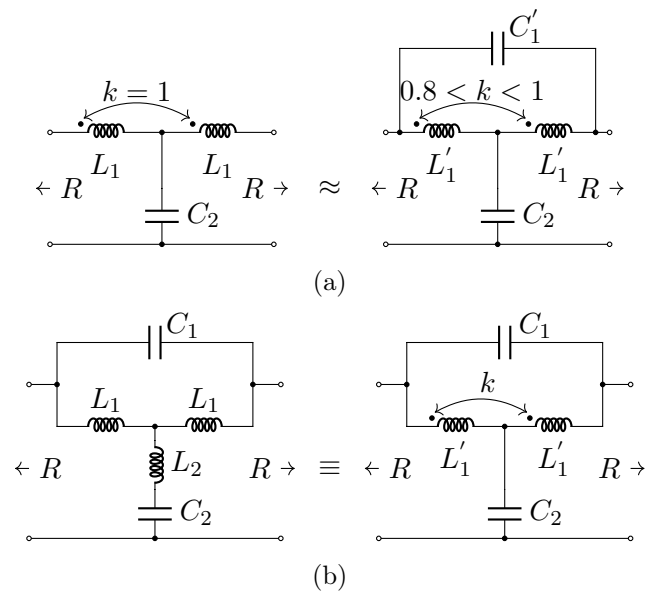 C₁′
k = 1 0.8 < k < 1
L₁ L₁ L₁′ L₁′
← R R → ≈ ← R R →
C₂ C₂
(a)
C₁ C₁
L₁ L₁ k
← R L₂ R → ≡ ← R L₁′ L₁′ R →
C₂ C₂
(b)